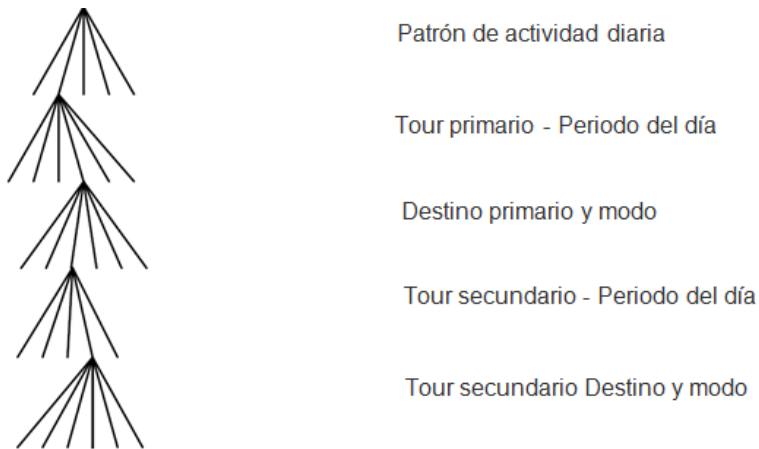 Patrón de actividad diaria
Tour primario - Periodo del día
Destino primario y modo
Tour secundario - Periodo del día
Tour secundario Destino y modo